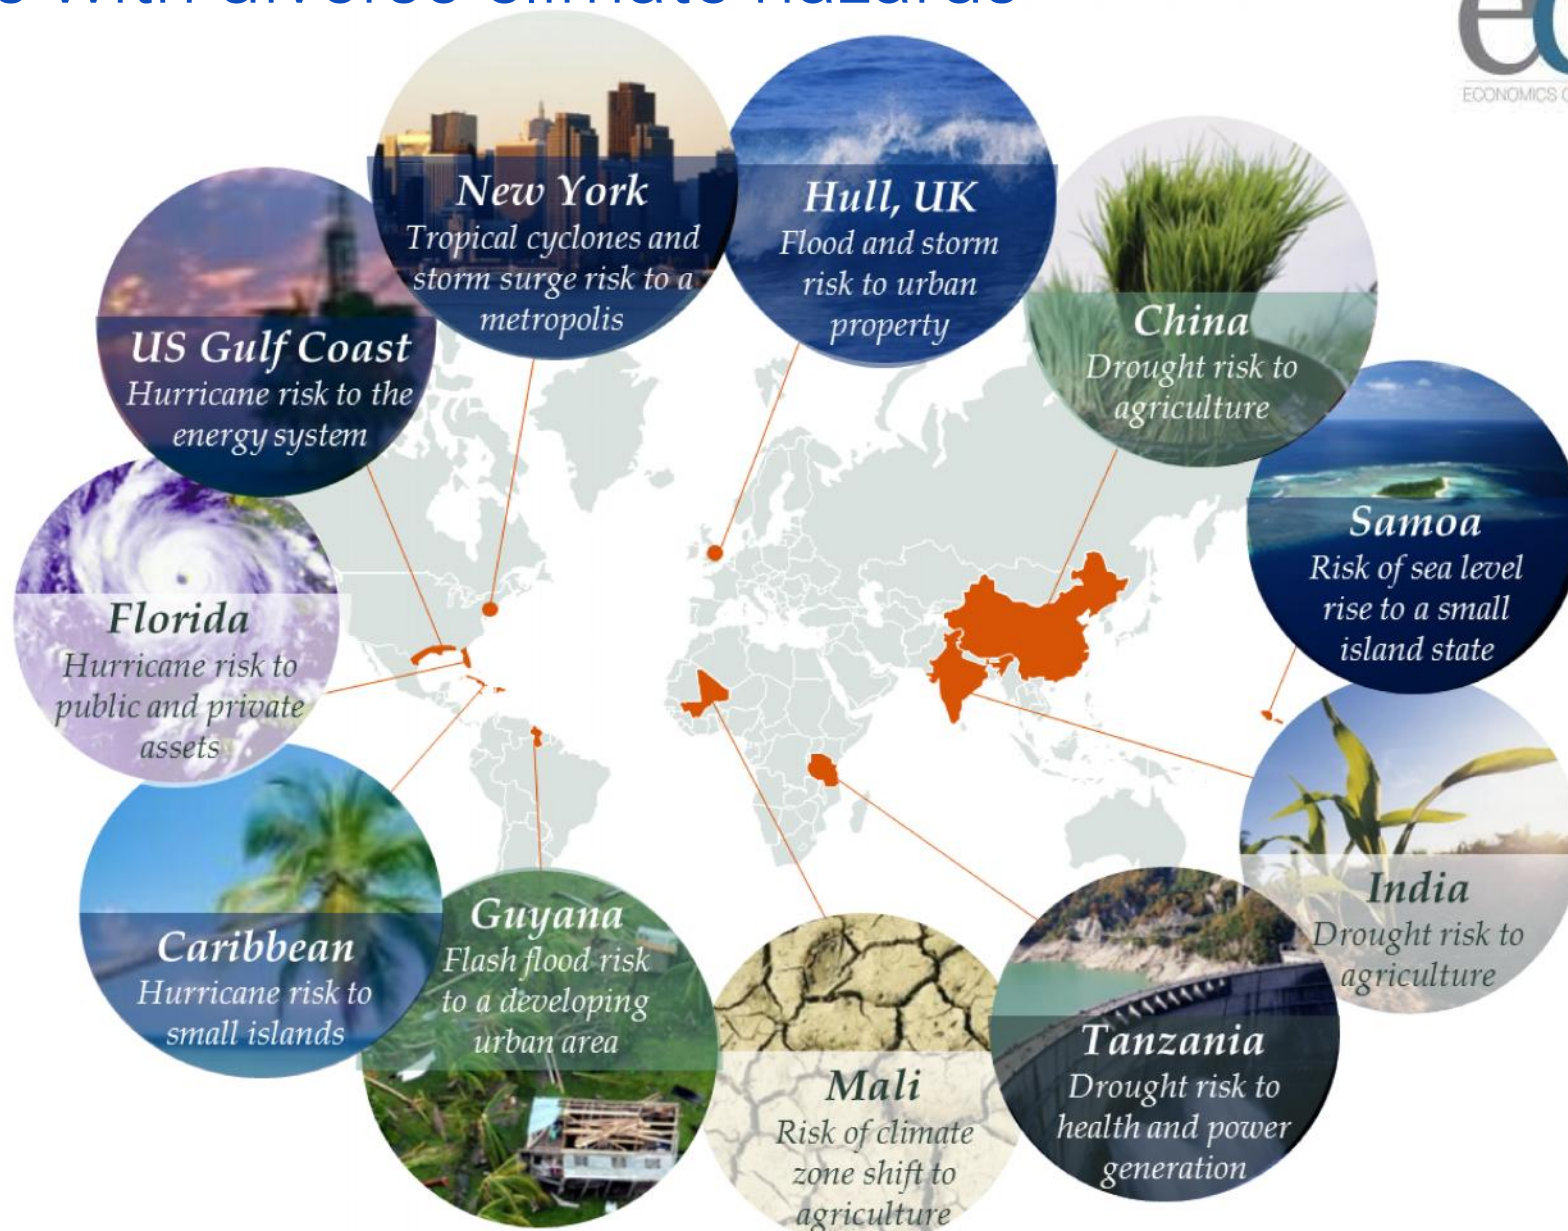 with diverse climate hazards
ECONOMICS
New York
Tropical cyclones and
storm surge risk to a
metropolis
Hull, UK
Flood and storm
risk to urban
property
China
Drought risk to
agriculture
US Gulf Coast
Hurricane risk to the
energy system
Samoa
Risk of sea level
rise to a small
island state
Florida
Hurricane risk to
public and private
assets
India
Drought risk to
agriculture
Caribbean
Hurricane risk to
small islands
Guyana
Flash flood risk
to a developing
urban area
Mali
Risk of climate
zone shift to
agriculture
Tanzania
Drought risk to
health and power
generation